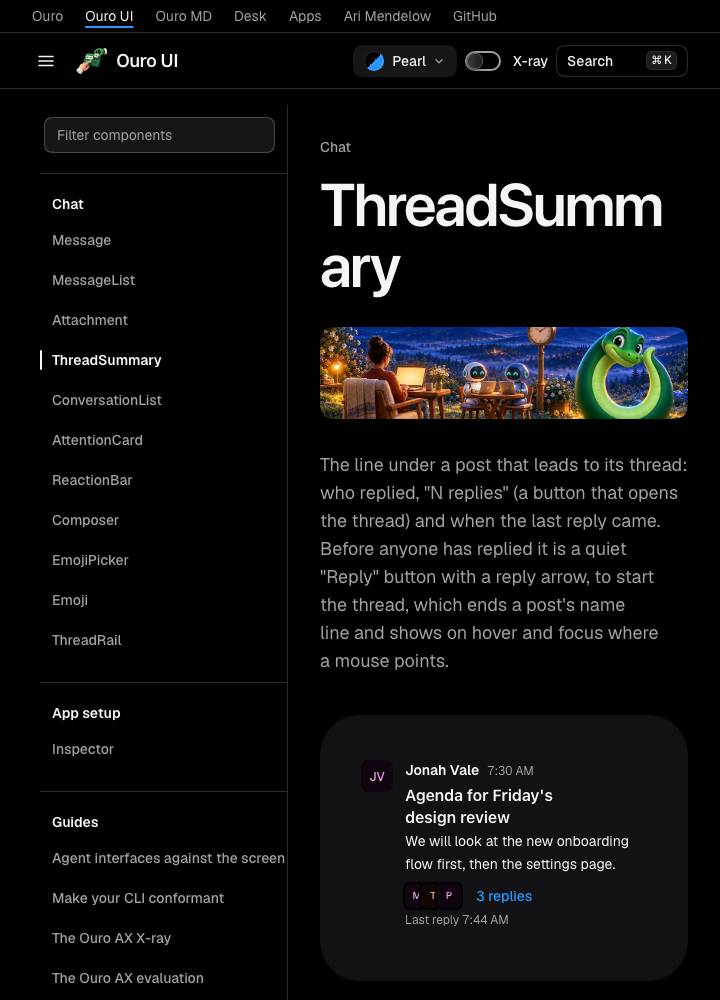 Ouro Ouro UI Ouro MD Desk Apps Ari Mendelow GitHub
Ouro UI Pearl X-ray Search ⌘ K
Filter components
Chat
Message
MessageList
Attachment
ThreadSummary
ConversationList
AttentionCard
ReactionBar
Composer
EmojiPicker
Emoji
ThreadRail
App setup
Inspector
Guides
Agent interfaces against the screen
Make your CLI conformant
The Ouro AX X-ray
The Ouro AX evaluation
Chat
ThreadSumm
ary
The line under a post that leads to its thread:
who replied, "N replies" (a button that opens
the thread) and when the last reply came.
Before anyone has replied it is a quiet
"Reply" button with a reply arrow, to start
the thread, which ends a post's name
line and shows on hover and focus where
a mouse points.
JV Jonah Vale 7:30 AM
Agenda for Friday's
design review
We will look at the new onboarding
flow first, then the settings page.
T P 3 replies
Last reply 7:44 AM